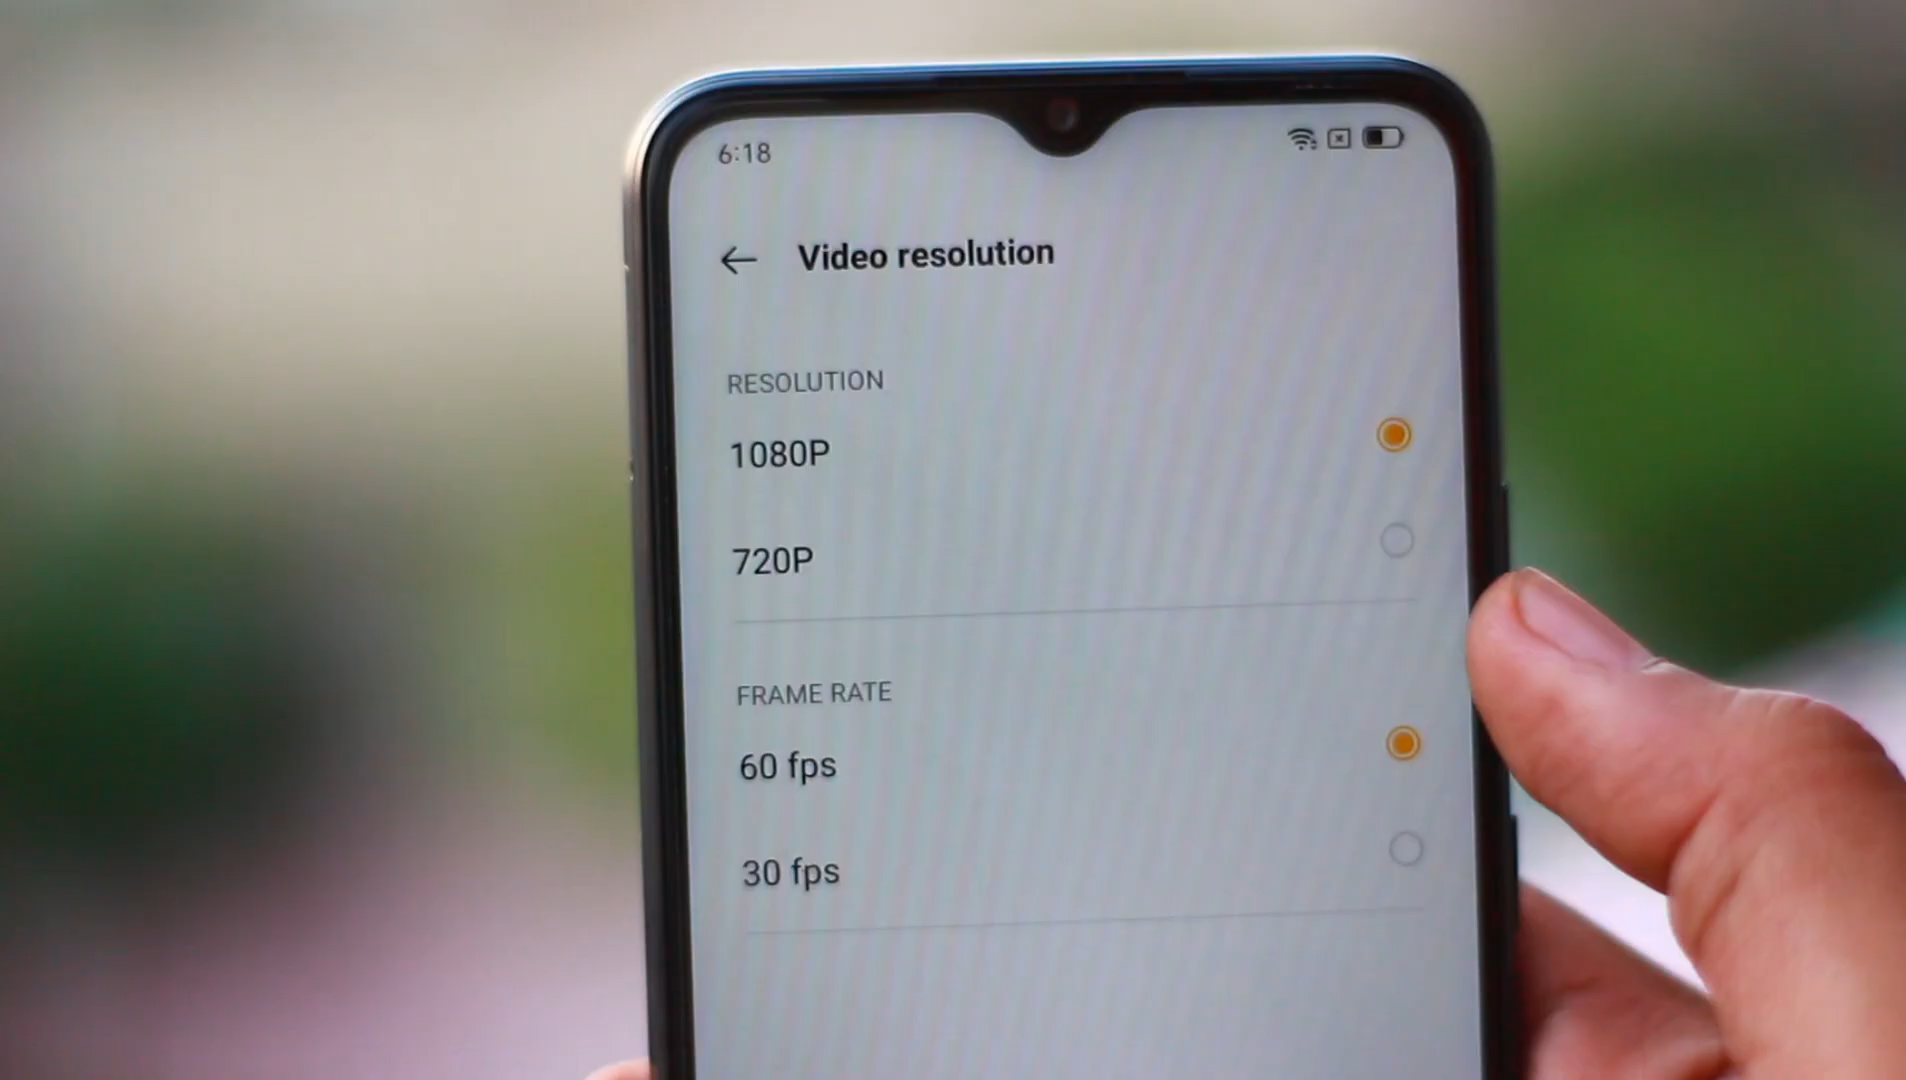 6:18
Video resolution
RESOLUTION
1080P
720P
FRAME RATE
60 fps
30 fps